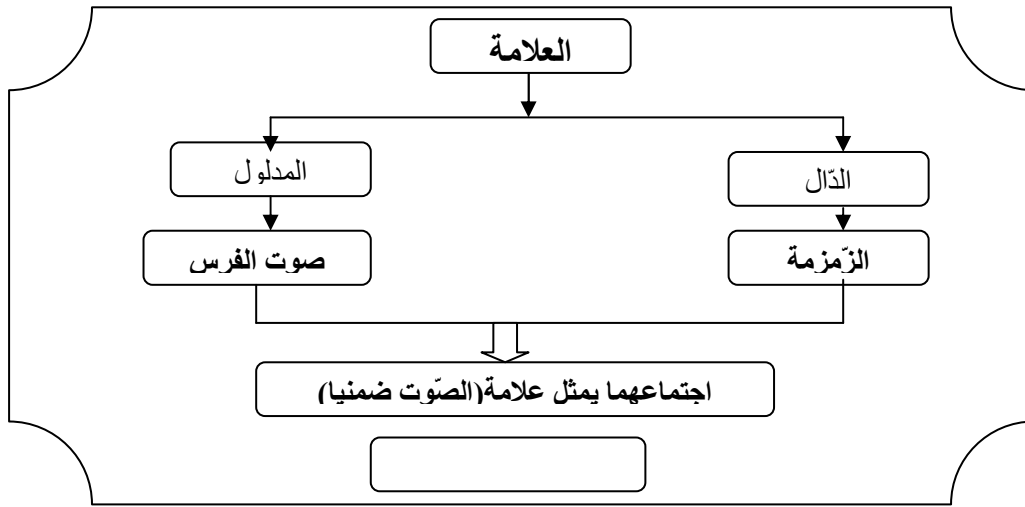 العلامة
الدّال
المدلول
الزّمزمة
صوت الفرس
اجتماعهما يمثل علامة(الصّوت ضمنيا)